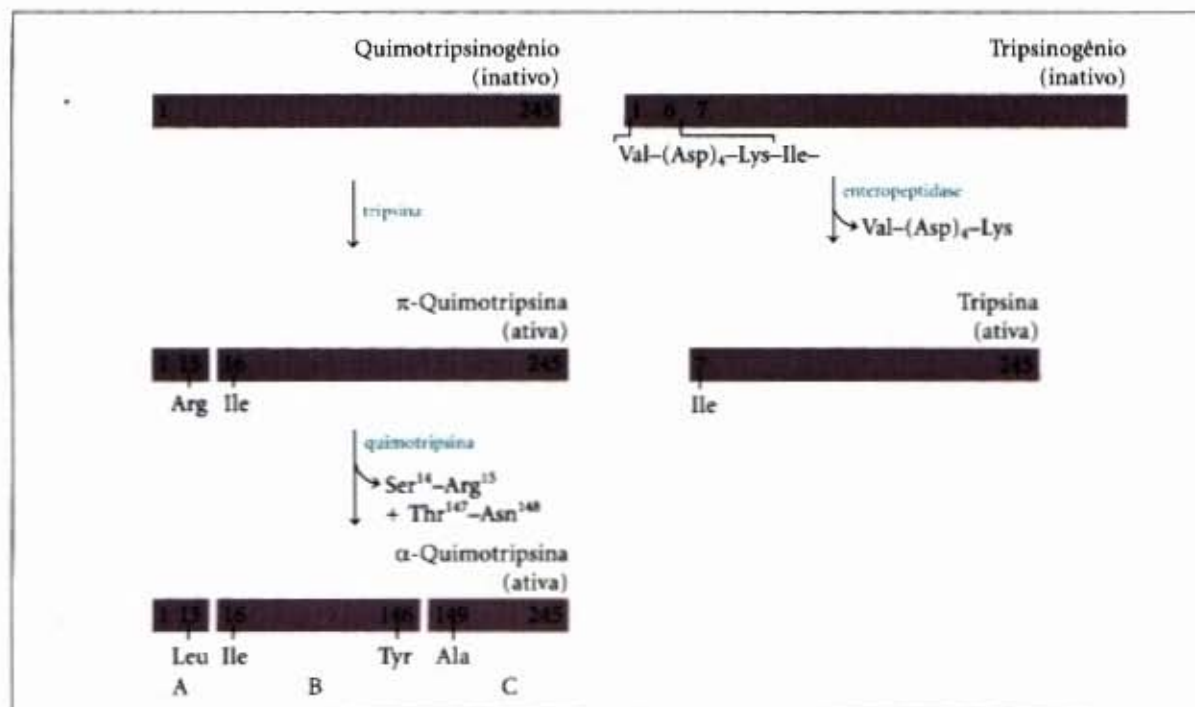 Quimotripsinogênio
(inativo)
1 245
tripsina
π-Quimotripsina
(ativa)
1 15 16 245
Arg Ile
quimotripsina
Ser¹⁴–Arg¹⁵
+ Thr¹⁴⁷–Asn¹⁴⁸
α-Quimotripsina
(ativa)
1 13 16 146 149 245
Leu Ile Tyr Ala
A B C
Tripsinogênio
(inativo)
1 6 7
Val–(Asp)₄–Lys–Ile–
enteropeptidase
Val–(Asp)₄–Lys
Tripsina
(ativa)
7 245
Ile